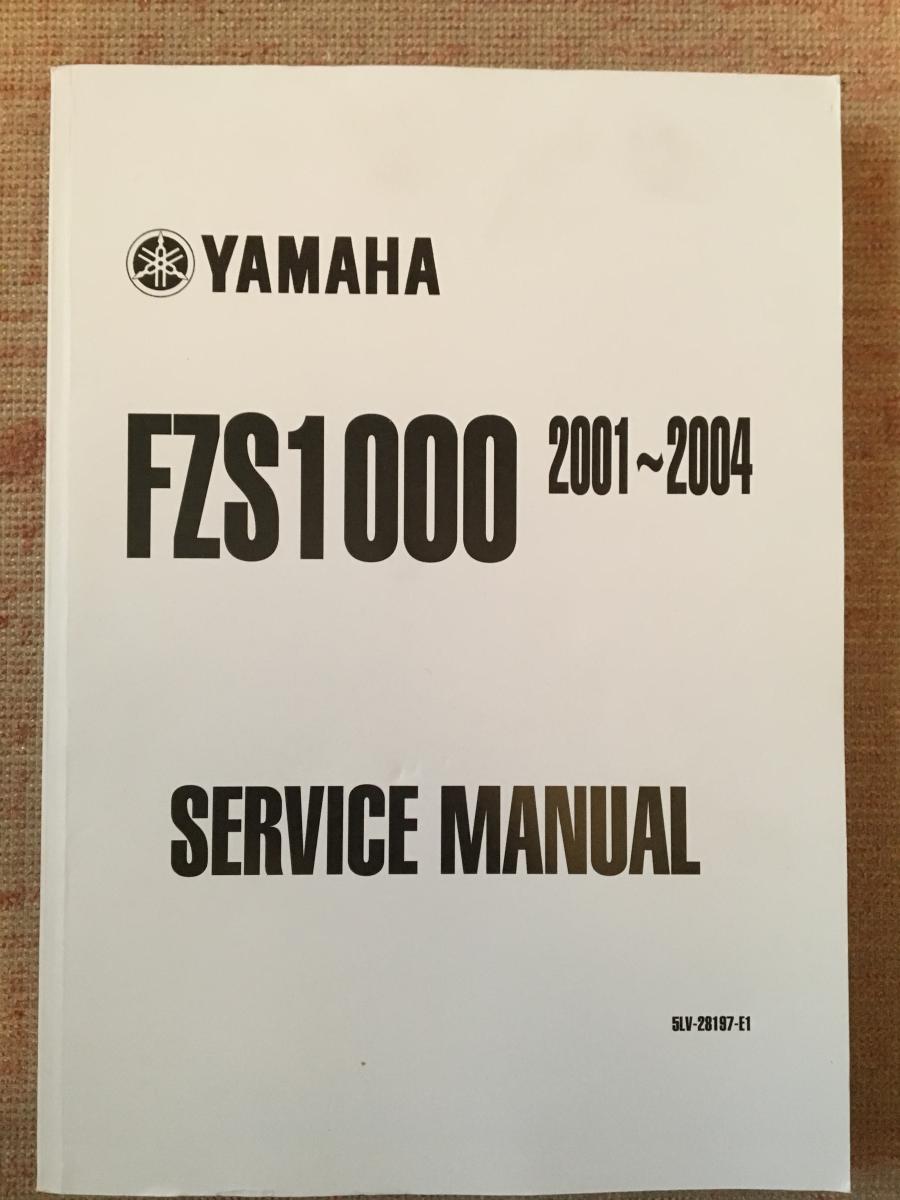 YAMAHA
FZS1000 2001~2004
SERVICE MANUAL
5LV-28197-E1